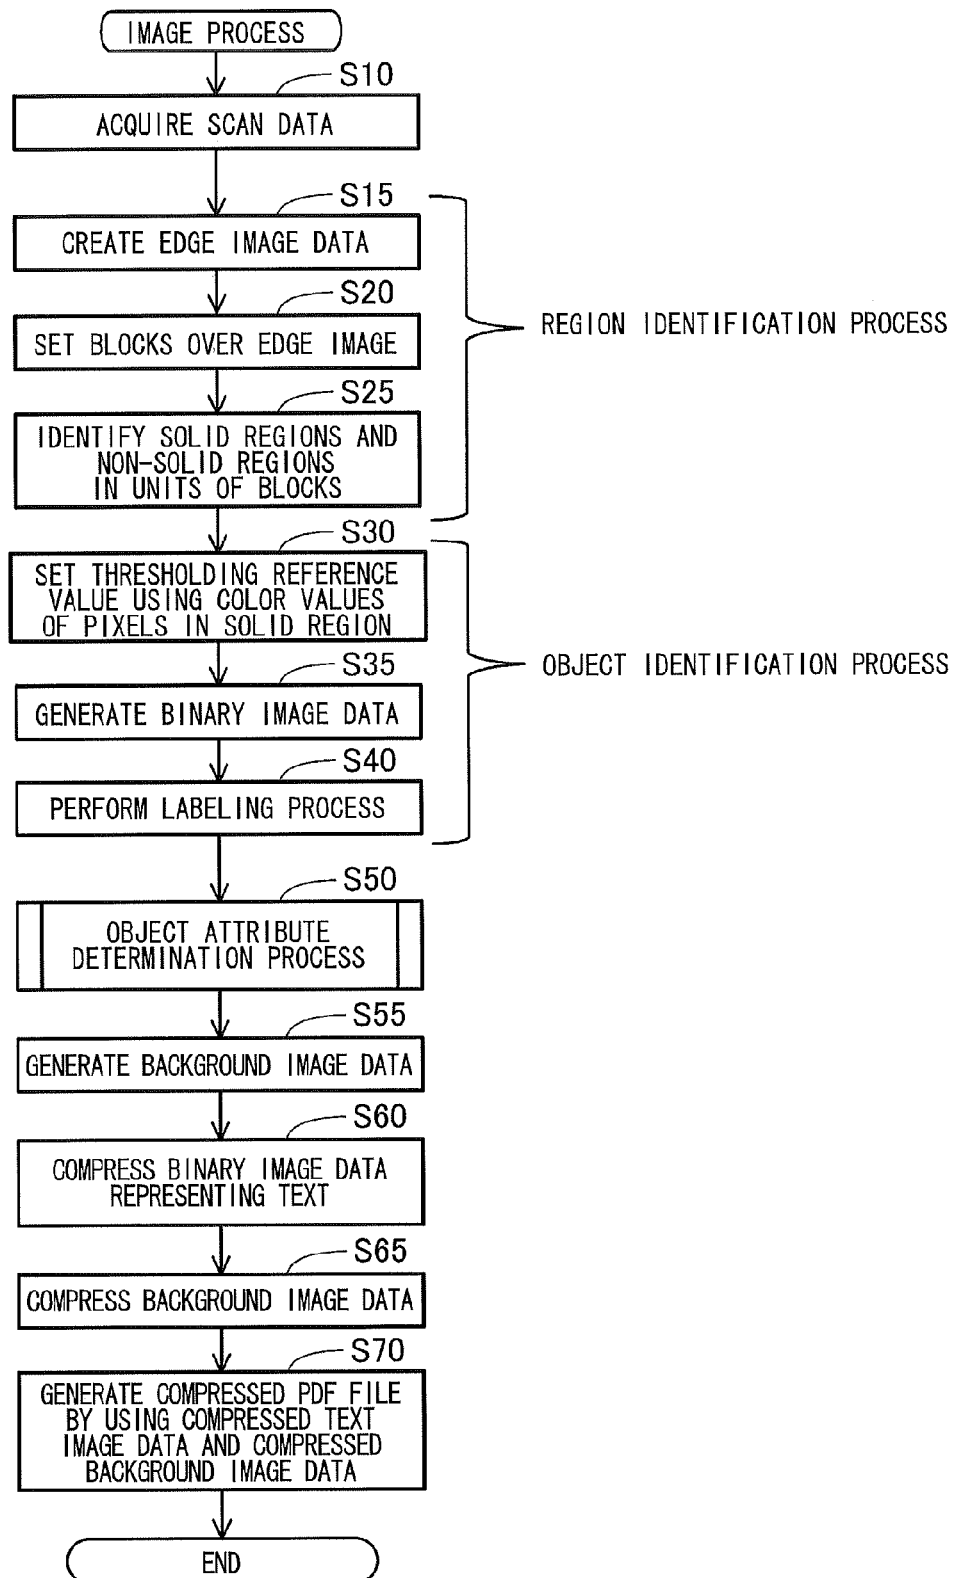 IMAGE PROCESS
S10
ACQUIRE SCAN DATA
S15
CREATE EDGE IMAGE DATA
S20
SET BLOCKS OVER EDGE IMAGE
REGION IDENTIFICATION PROCESS
S25
IDENTIFY SOLID REGIONS AND
NON-SOLID REGIONS
IN UNITS OF BLOCKS
S30
SET THRESHOLDING REFERENCE
VALUE USING COLOR VALUES
OF PIXELS IN SOLID REGION
OBJECT IDENTIFICATION PROCESS
S35
GENERATE BINARY IMAGE DATA
S40
PERFORM LABELING PROCESS
S50
OBJECT ATTRIBUTE
DETERMINATION PROCESS
S55
GENERATE BACKGROUND IMAGE DATA
S60
COMPRESS BINARY IMAGE DATA
REPRESENTING TEXT
S65
COMPRESS BACKGROUND IMAGE DATA
S70
GENERATE COMPRESSED PDF FILE
BY USING COMPRESSED TEXT
IMAGE DATA AND COMPRESSED
BACKGROUND IMAGE DATA
END